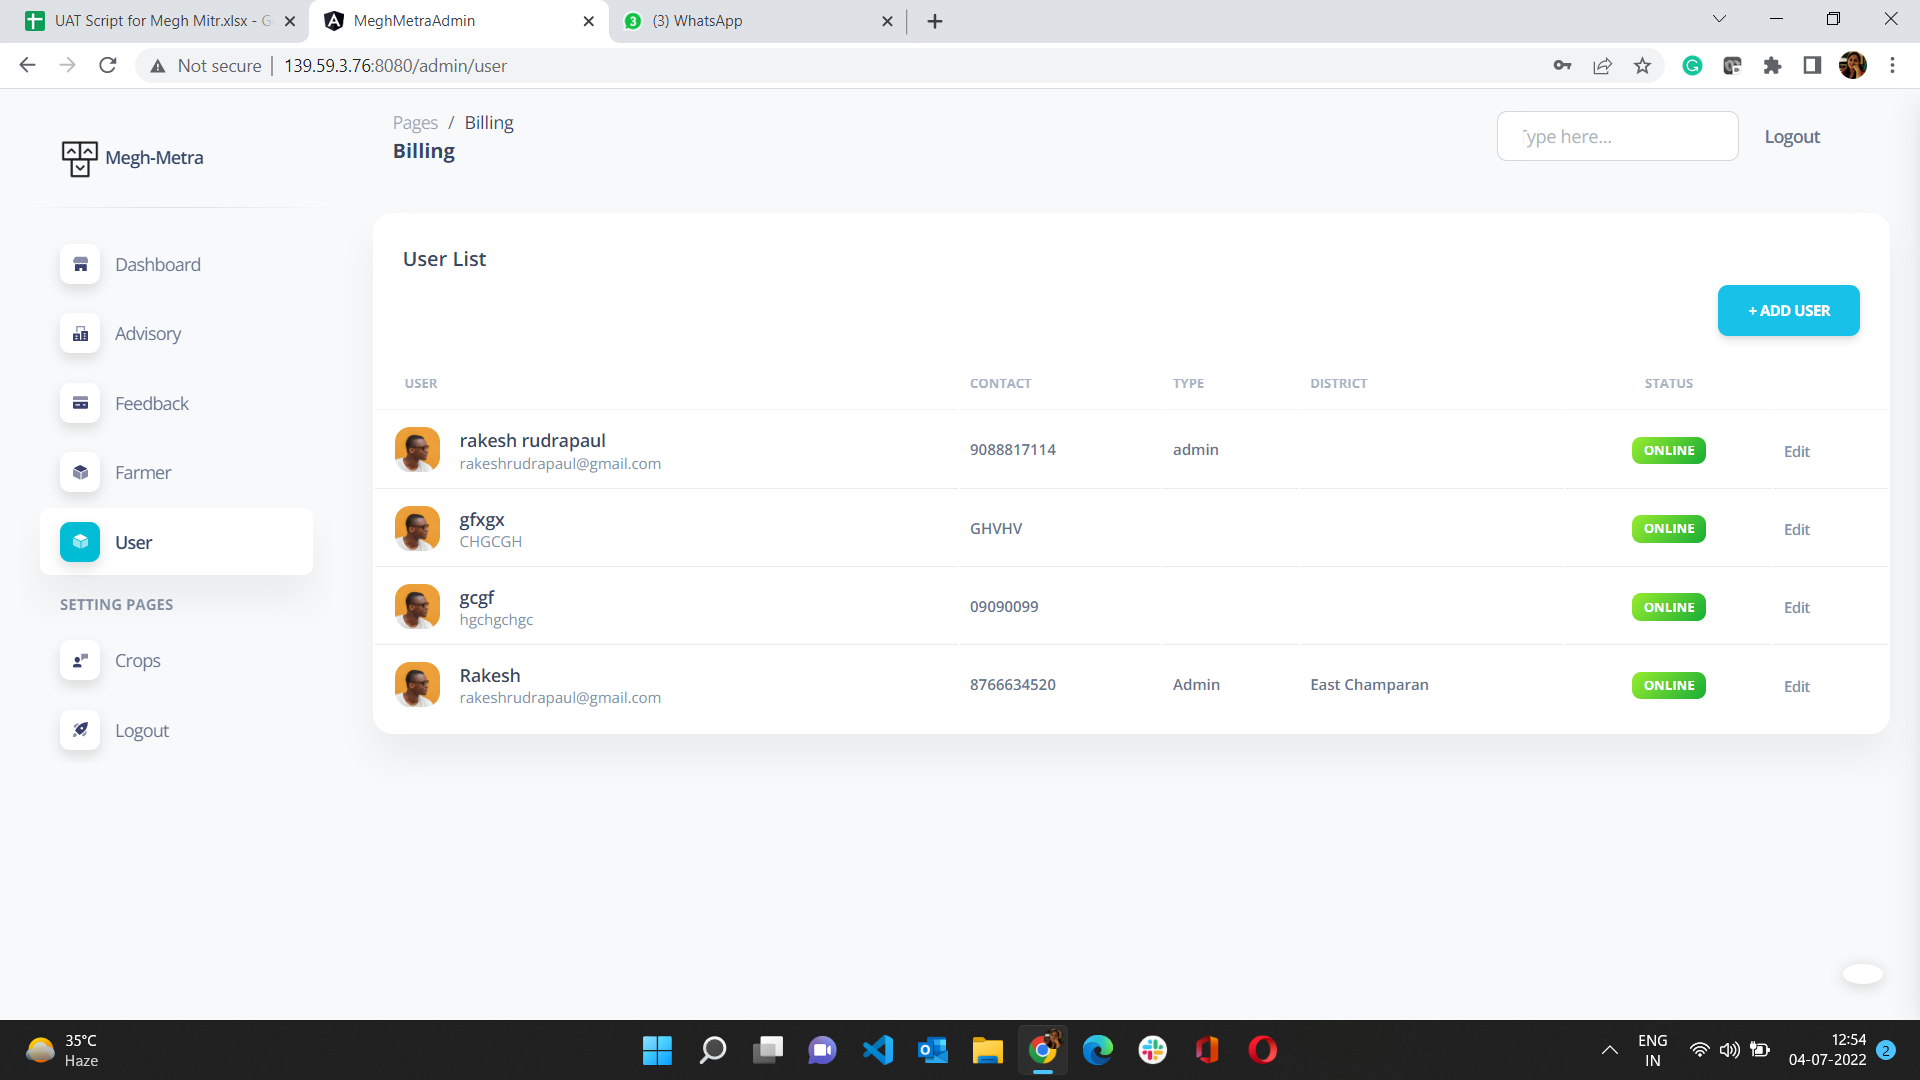 UAT Script for Megh Mitr.xlsx - G
MeghMetraAdmin
(3) WhatsApp
Not secure
139.59.3.76:8080/admin/user
Megh-Metra
Pages / Billing
Billing
Type here...
Logout
Dashboard
Advisory
Feedback
Farmer
User
SETTING PAGES
Crops
Logout
User List
+ ADD USER
USER CONTACT TYPE DISTRICT STATUS
rakesh rudrapaul
rakeshrudrapaul@gmail.com
9088817114 admin ONLINE Edit
gfxgx
CHGCGH
GHVHV ONLINE Edit
gcgf
hgchgchgc
09090099 ONLINE Edit
Rakesh
rakeshrudrapaul@gmail.com
8766634520 Admin East Champaran ONLINE Edit
35°C
Haze
ENG
IN
12:54
04-07-2022
2